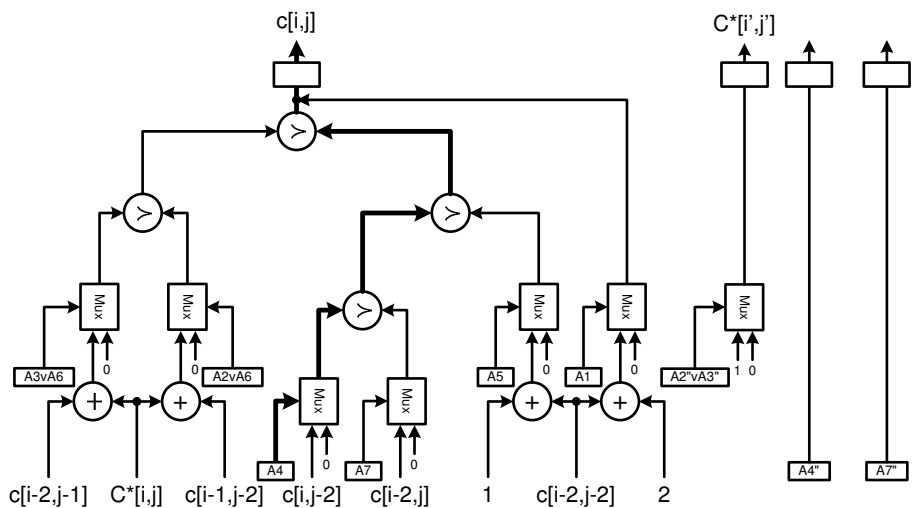 c[i,j]
C*[i',j']
≻
≻
≻
Mux
Mux
≻
Mux
Mux
Mux
0
0
0
0
1 0
A3vA6
A2vA6
A5
A1
A2"vA3"
Mux
Mux
+
+
+
+
0
0
A4
A7
A4"
A7"
c[i-2,j-1]
C*[i,j]
c[i-1,j-2]
c[i,j-2]
c[i-2,j]
1
c[i-2,j-2]
2